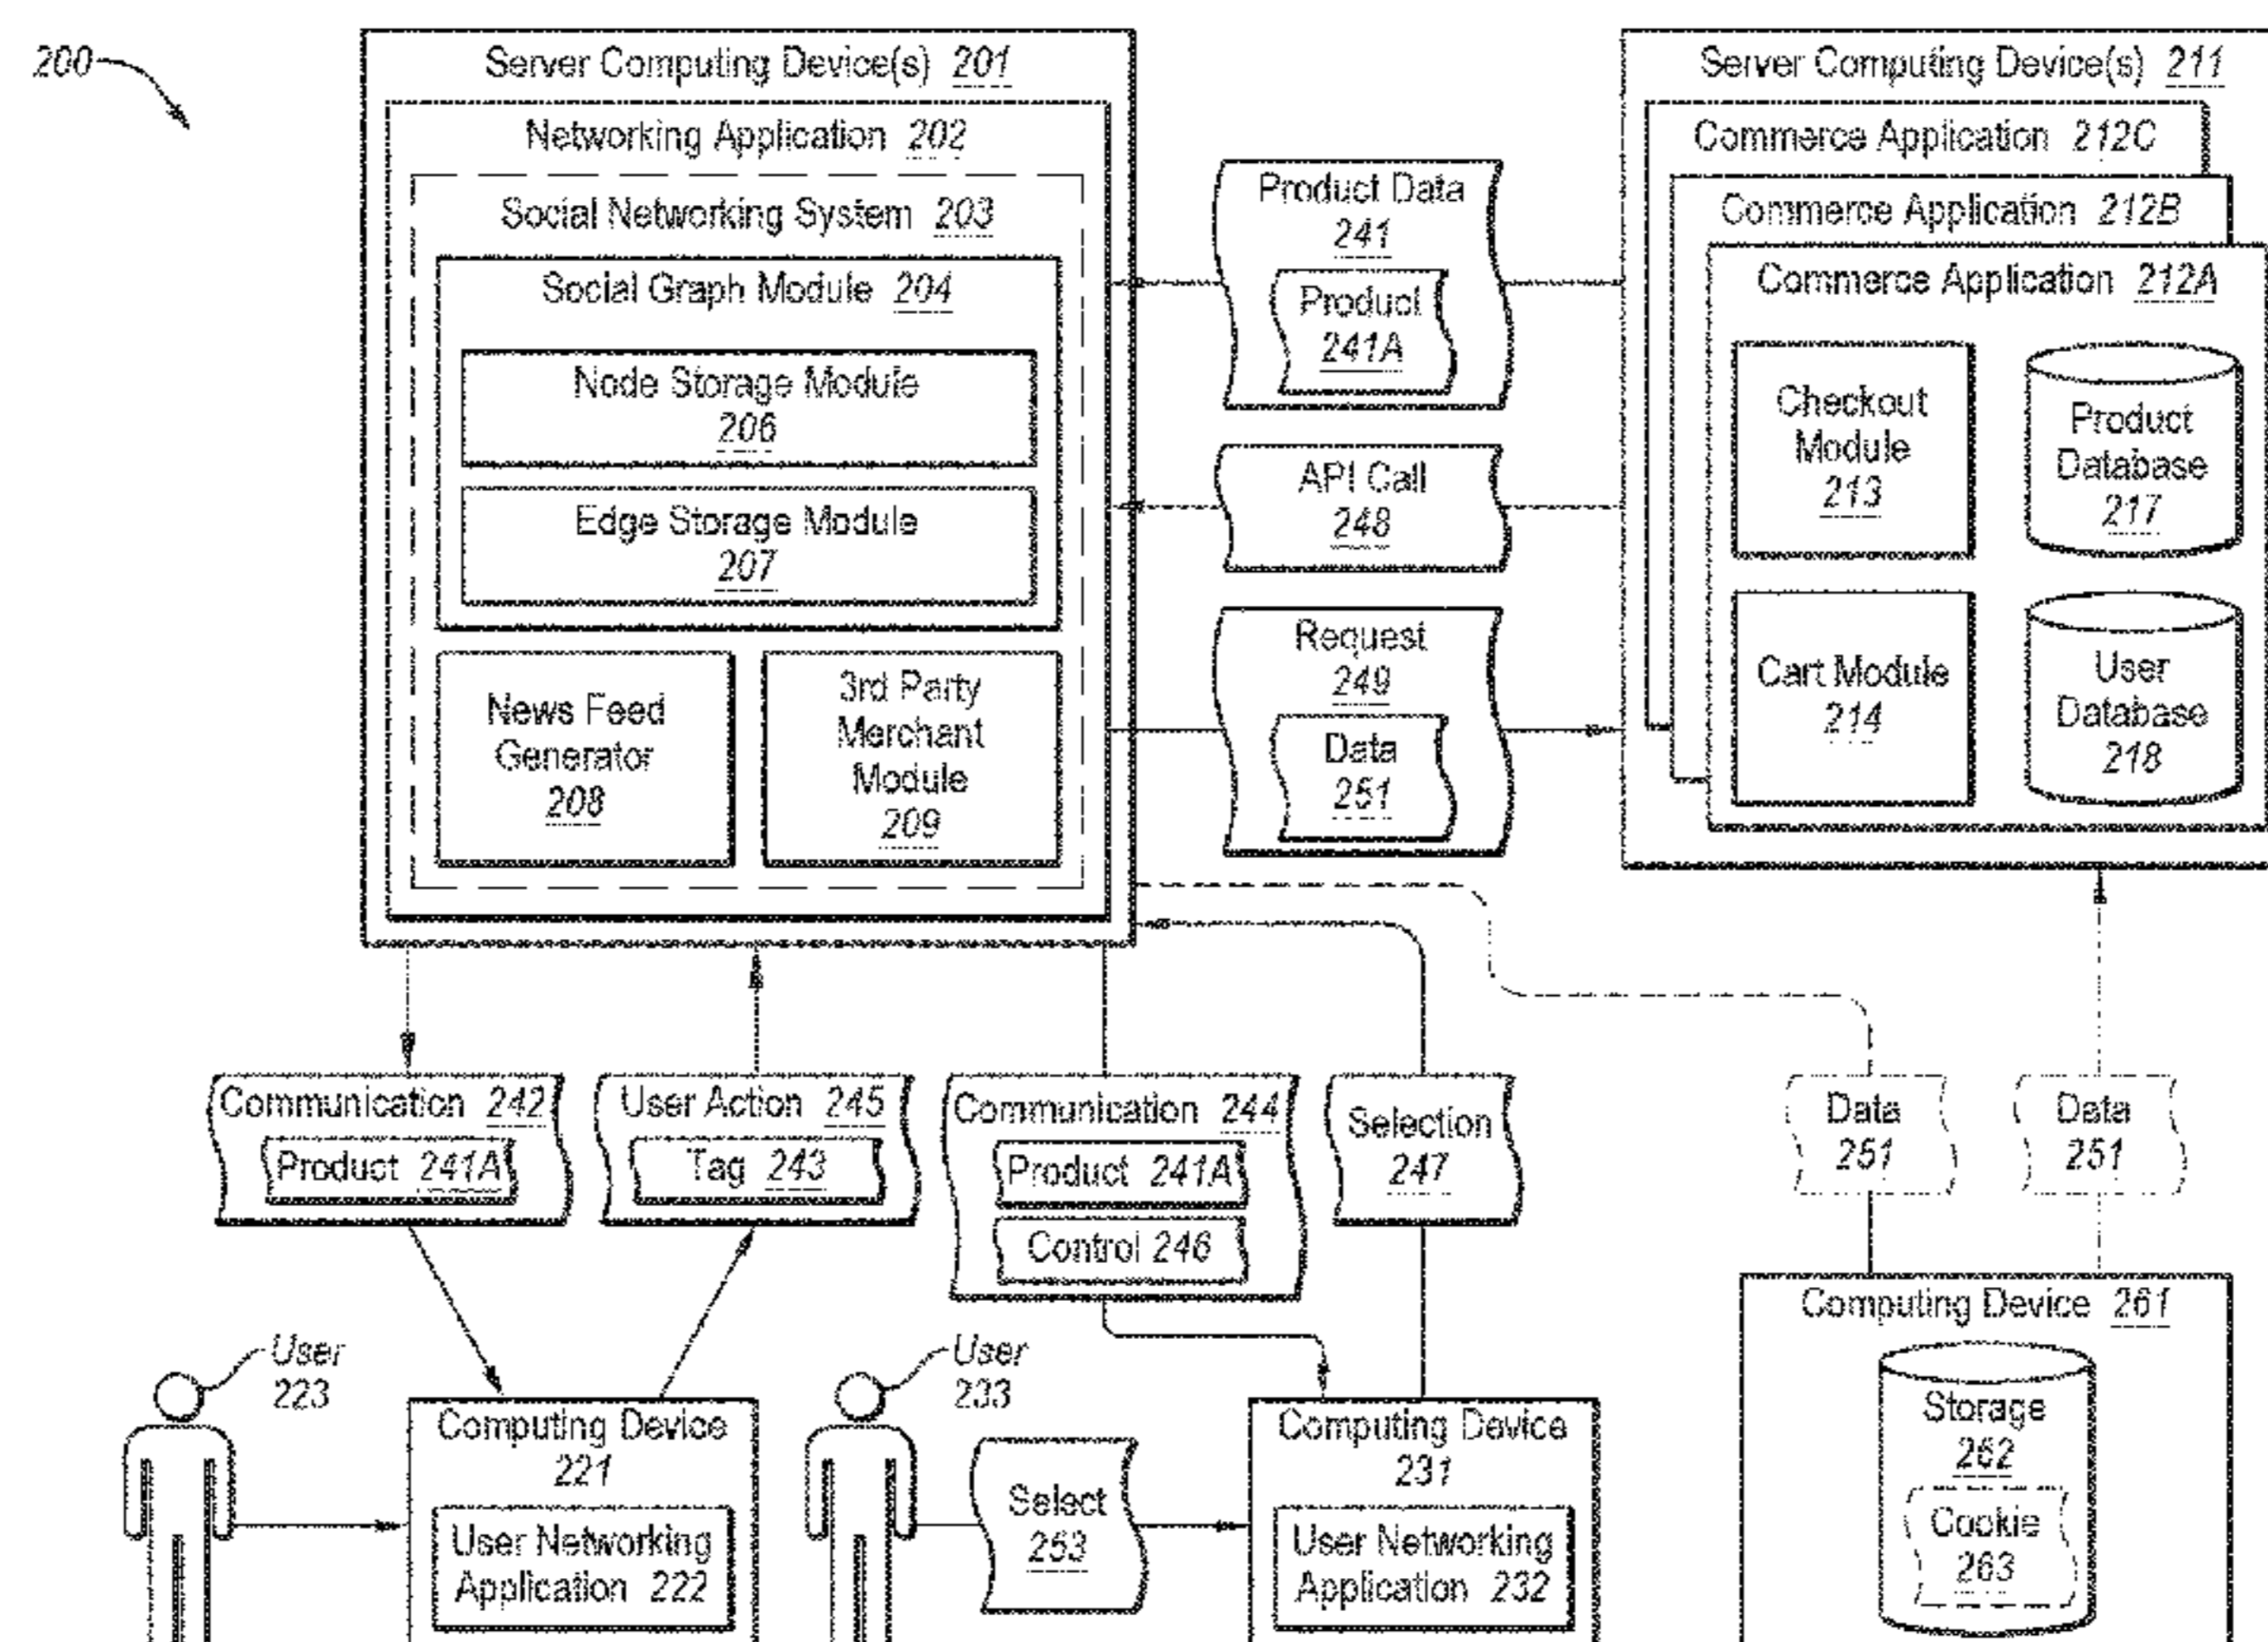 200
Server Computing Device(s) 201
Networking Application 202
Social Networking System 203
Social Graph Module 204
Node Storage Module
206
Edge Storage Module
207
News Feed
Generator
208
3rd Party
Merchant
Module
209
Product Data
241
Product
241A
API Call
248
Request
249
Data
251
Server Computing Device(s) 211
Commerce Application 212C
Commerce Application 212B
Commerce Application 212A
Checkout
Module
213
Product
Database
217
Cart Module
214
User
Database
218
Communication 242
Product 241A
User Action 245
Tag 243
Communication 244
Product 241A
Control 246
Selection
247
Data
251
Data
251
User
223
Computing Device
221
User Networking
Application 222
User
233
Select
253
Computing Device
231
User Networking
Application 232
Computing Device 261
Storage
262
Cookie
263